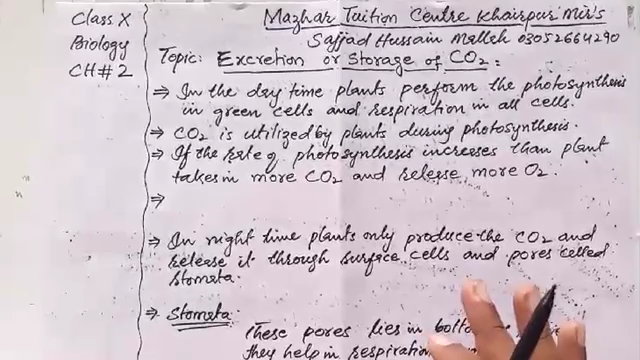 Class X
Biology
CH#2
Mazhar Tuition Centre Khairpur Mir's
Sajjad Hussain Malleh 03052664290
Topic: Excretion or Storage of CO2:
⇒ In the day time plants perform the photosynthesis
in green cells and respiration in all cells.
⇒ CO2 is utilized by plants during photosynthesis.
⇒ If the rate of photosynthesis increases than plant
takes in more CO2 and release more O2.
⇒
⇒ In night time plants only produce the CO2 and
release it through surface cells and pores called
Stomata.
⇒ Stomata:
These pores lies in
they help in respiration